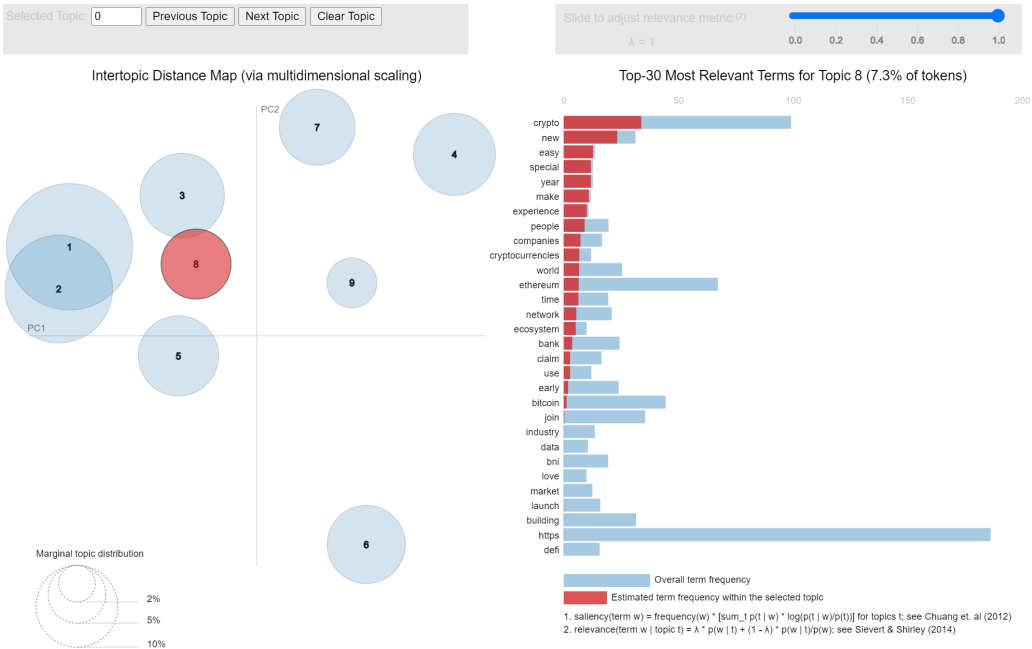 Selected Topic: 0 Previous Topic Next Topic Clear Topic
Slide to adjust relevance metric:(2)
λ = 1
0.0 0.2 0.4 0.6 0.8 1.0
Intertopic Distance Map (via multidimensional scaling)
PC2
PC1
7
4
3
1
8
2
9
5
6
Marginal topic distribution
2%
5%
10%
Top-30 Most Relevant Terms for Topic 8 (7.3% of tokens)
0 50 100 150 200
crypto
new
easy
special
year
make
experience
people
companies
cryptocurrencies
world
ethereum
time
network
ecosystem
bank
claim
use
early
bitcoin
join
industry
data
bni
love
market
launch
building
https
defi
Overall term frequency
Estimated term frequency within the selected topic
1. saliency(term w) = frequency(w) * [sum_t p(t | w) * log(p(t | w)/p(t))] for topics t; see Chuang et. al (2012)
2. relevance(term w | topic t) = λ * p(w | t) + (1 - λ) * p(w | t)/p(w); see Sievert & Shirley (2014)